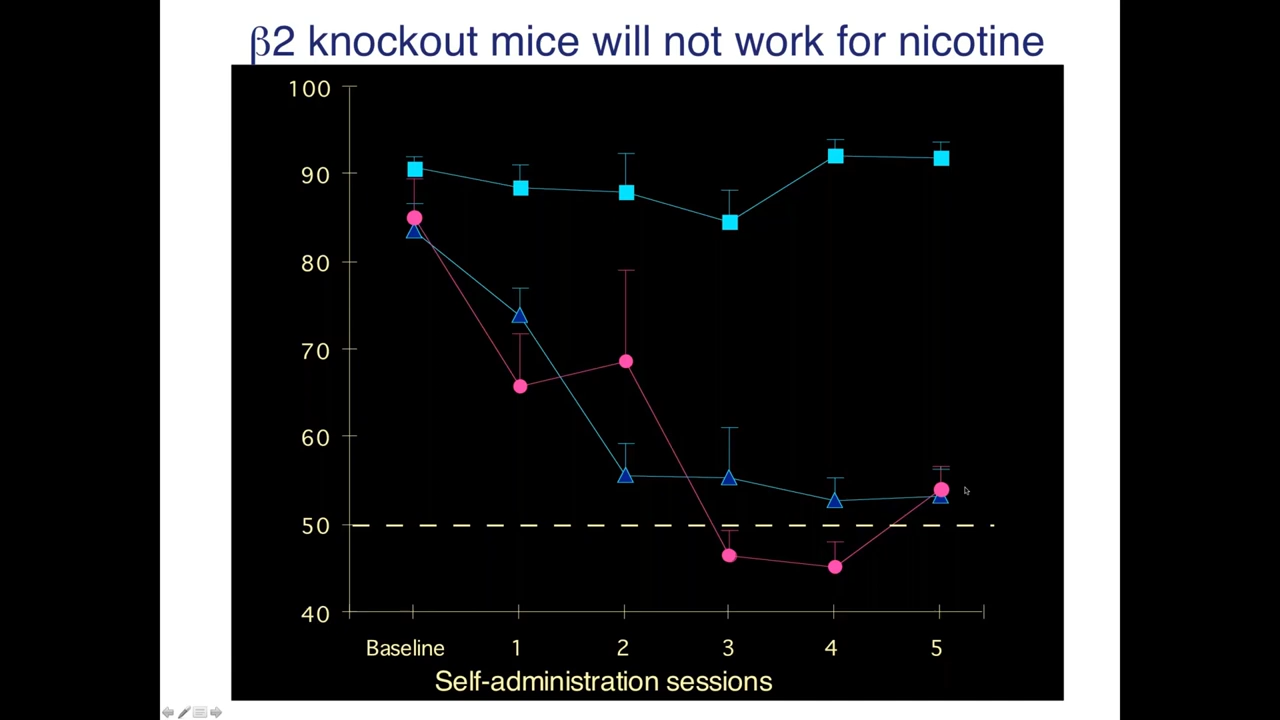 β2 knockout mice will not work for nicotine
100
90
80
70
60
50
40
Baseline 1 2 3 4 5
Self-administration sessions